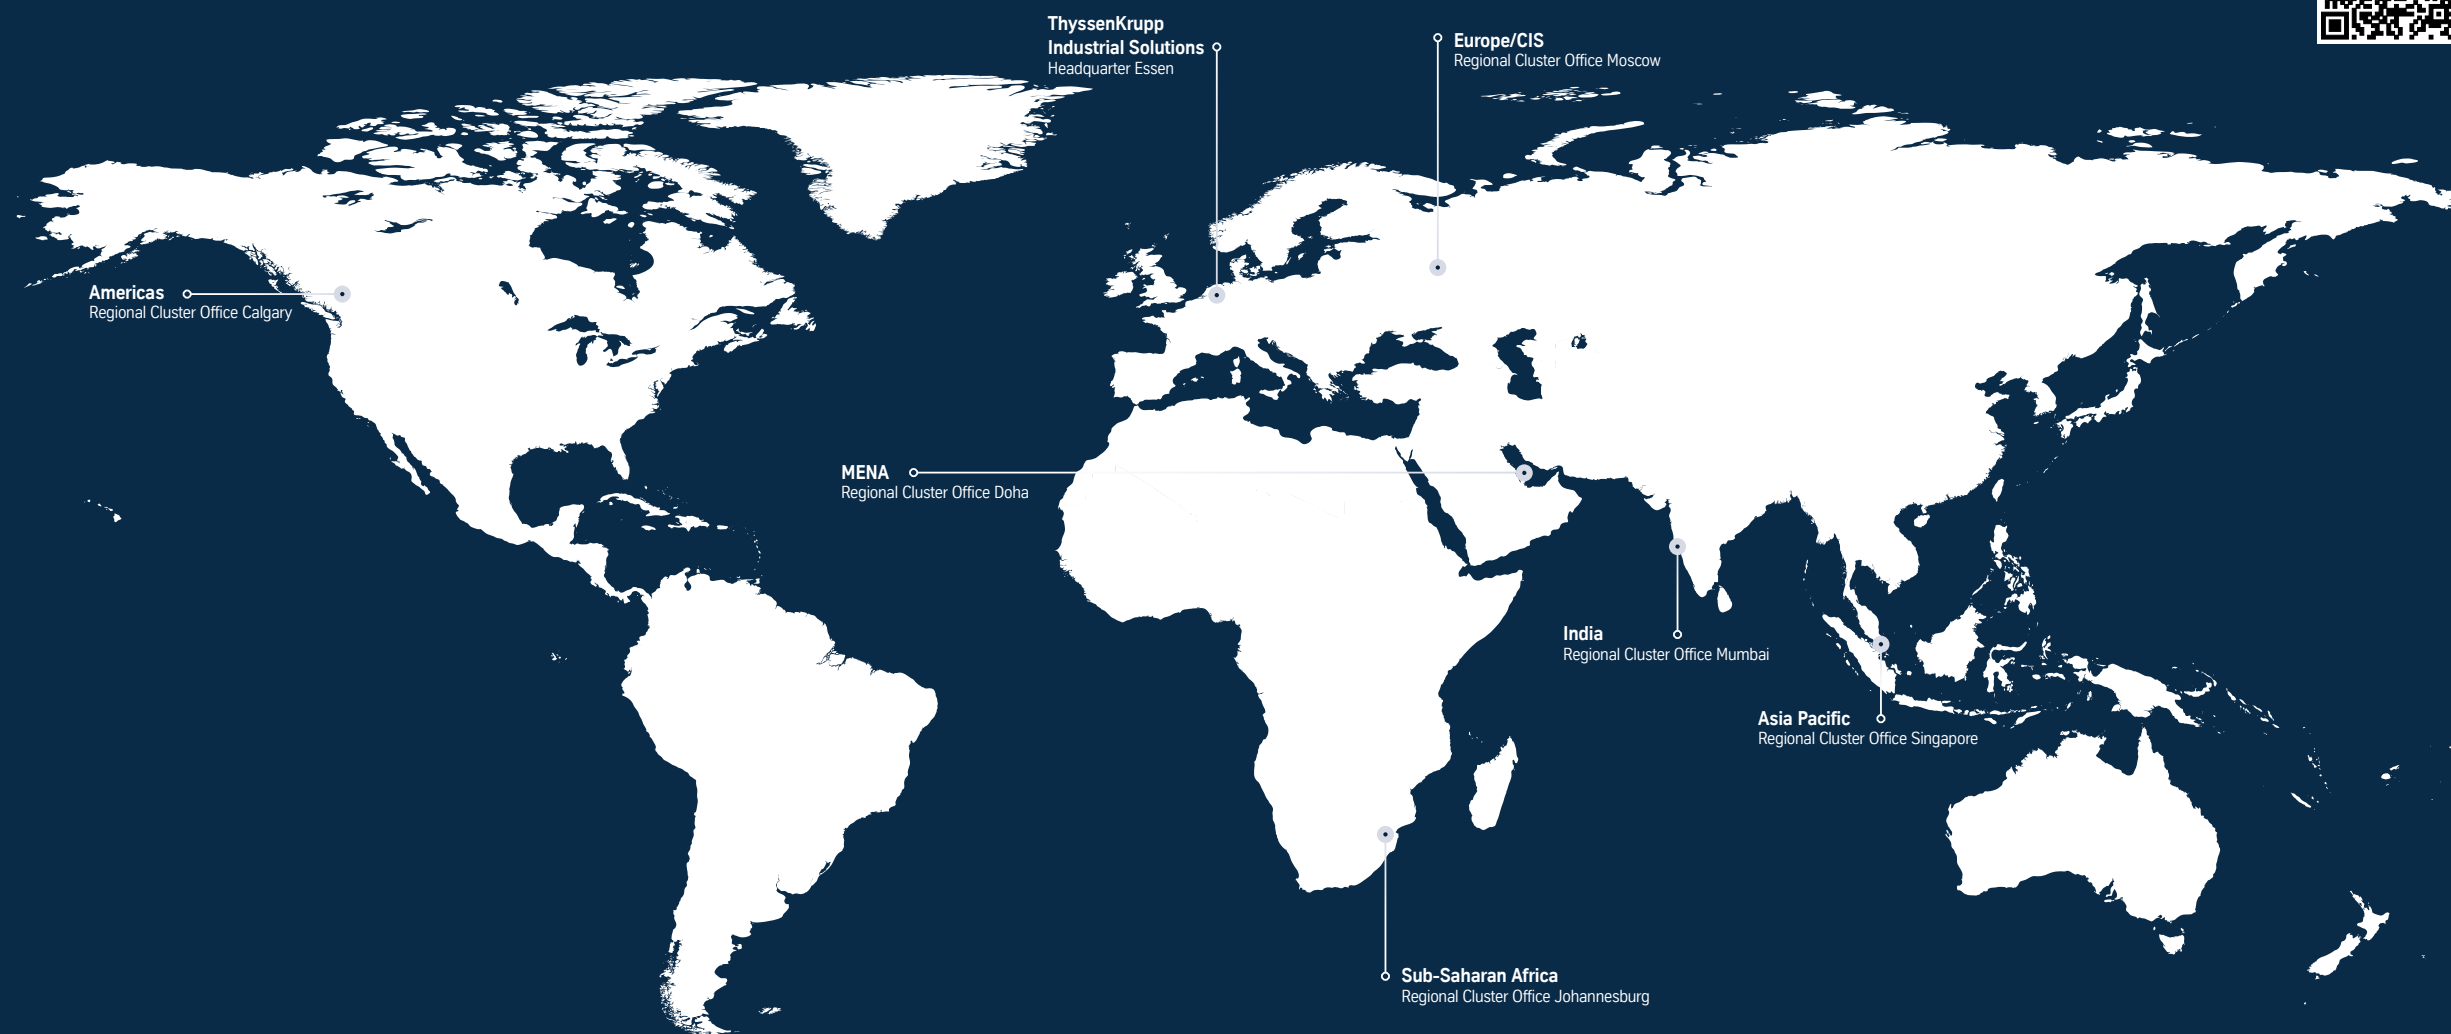 ThyssenKrupp
Industrial Solutions
Headquarter Essen
Europe/CIS
Regional Cluster Office Moscow
Americas
Regional Cluster Office Calgary
MENA
Regional Cluster Office Doha
India
Regional Cluster Office Mumbai
Asia Pacific
Regional Cluster Office Singapore
Sub-Saharan Africa
Regional Cluster Office Johannesburg